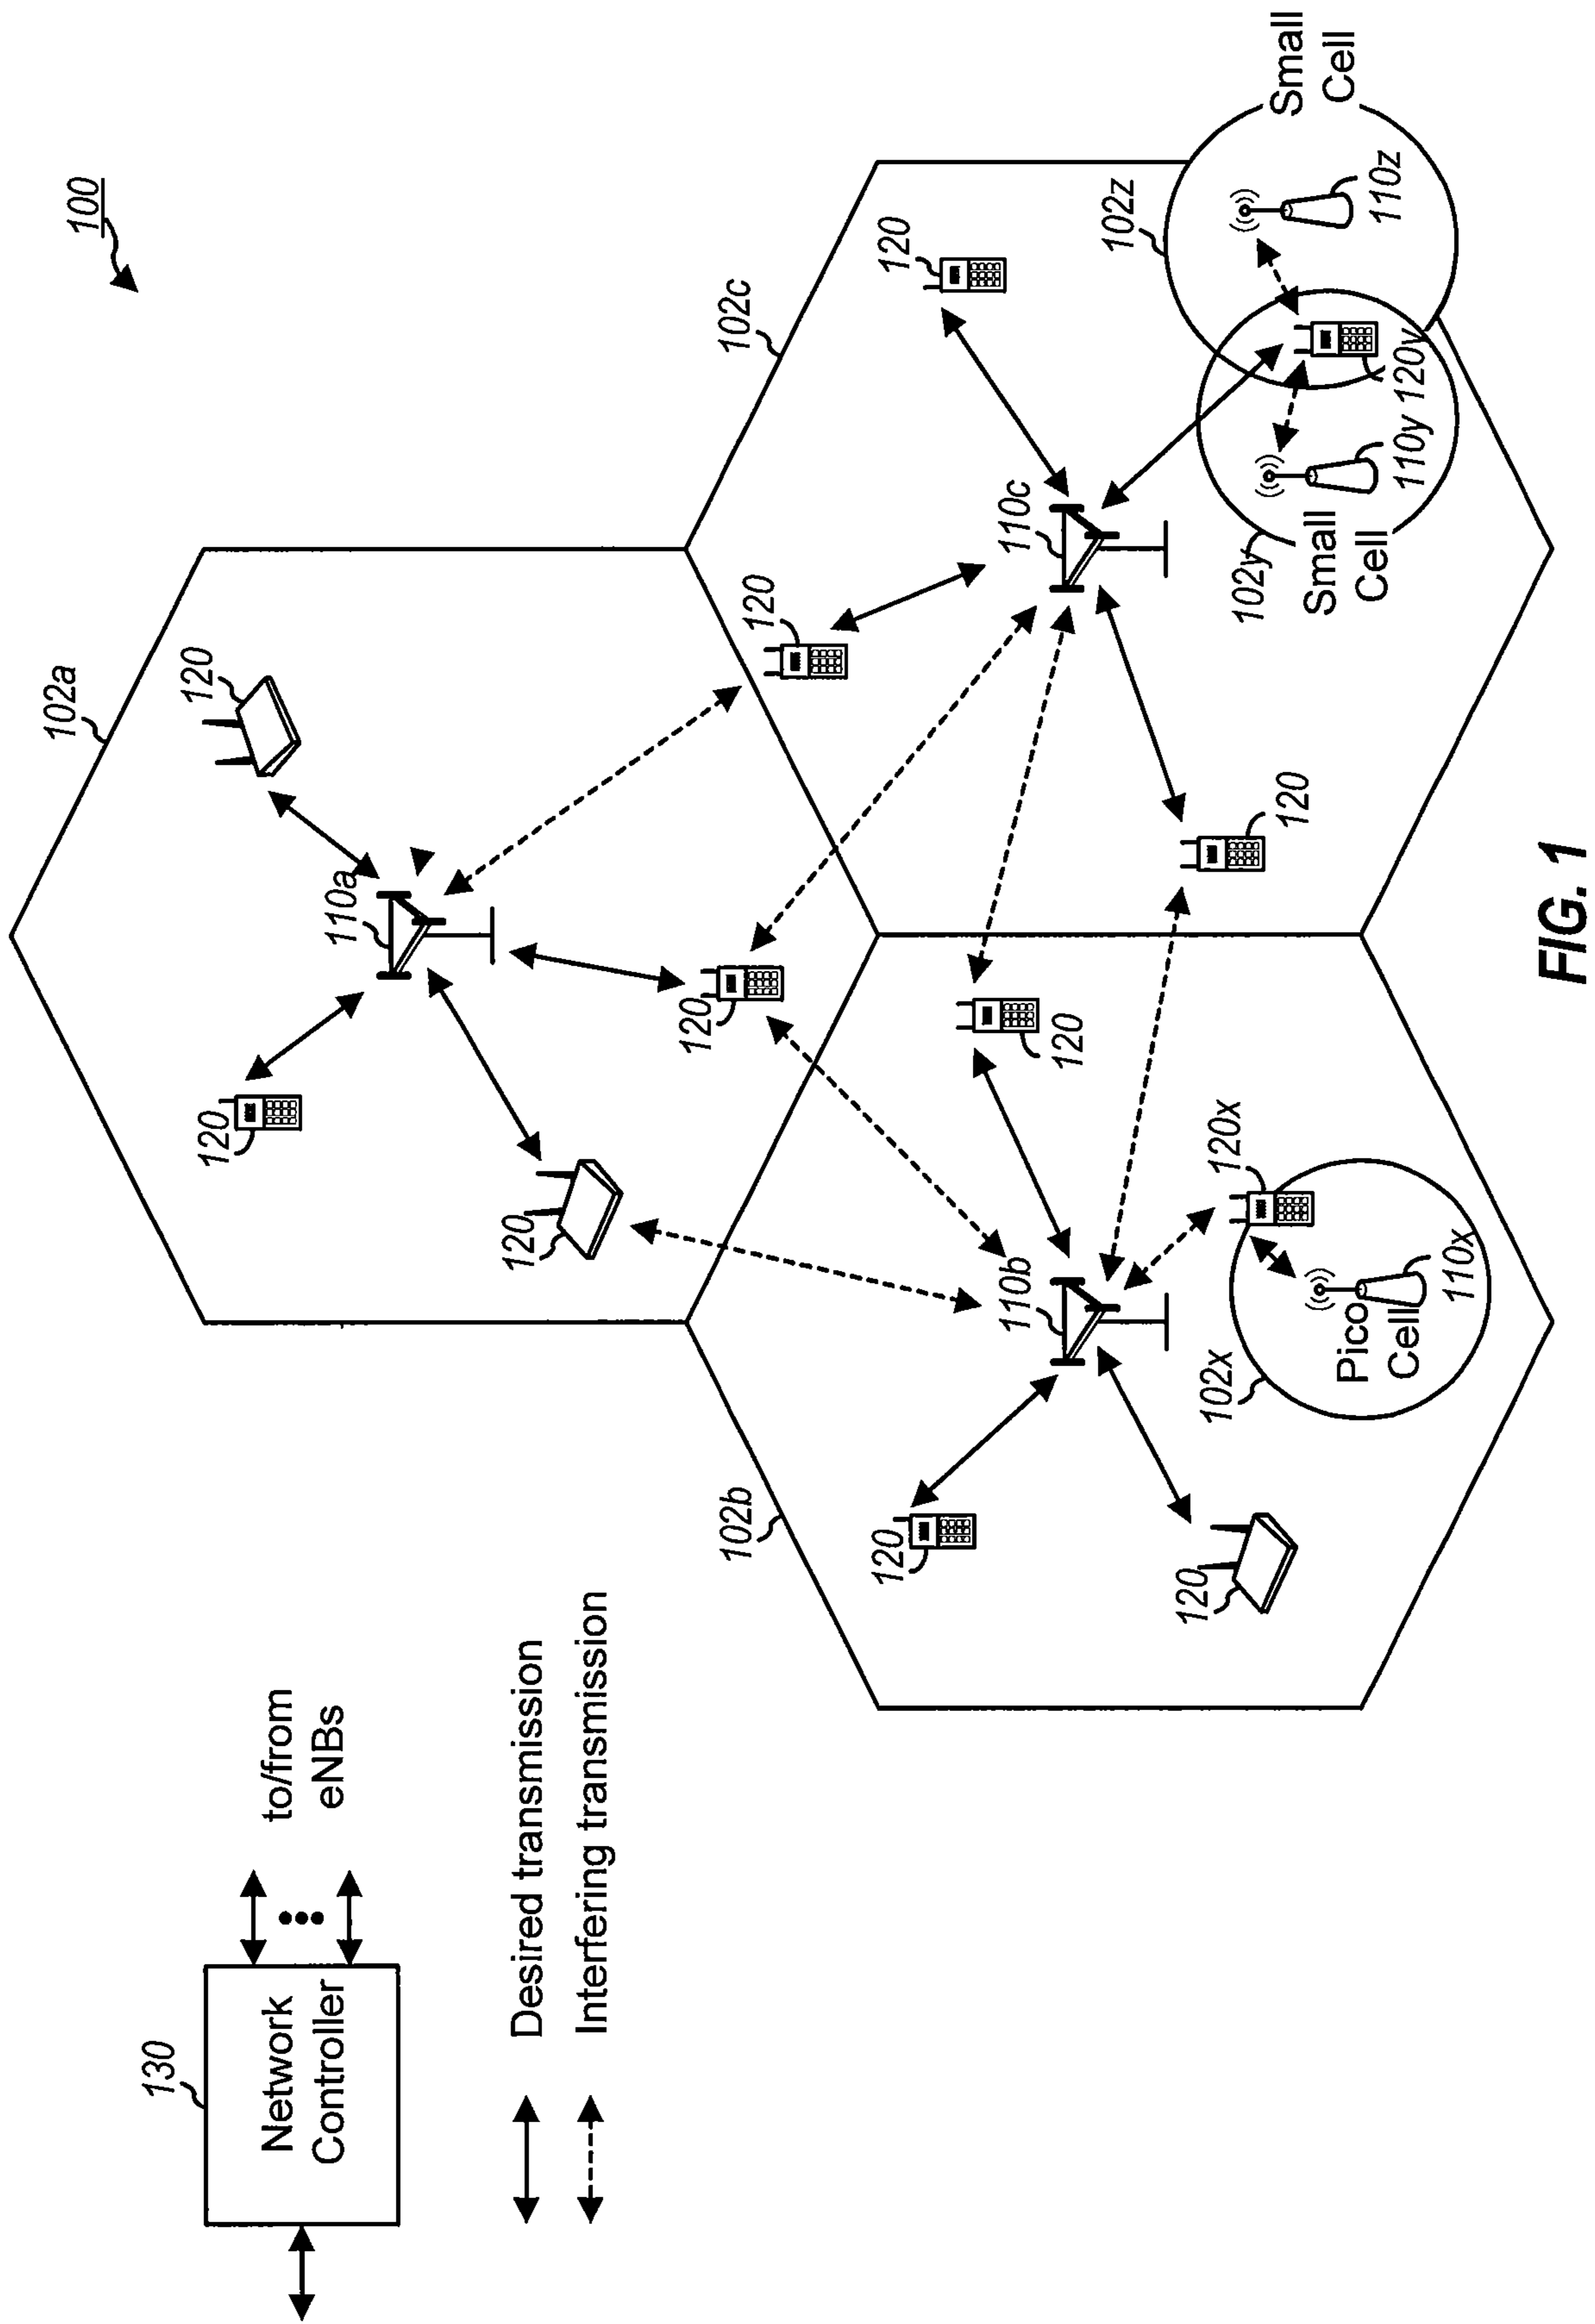 100
130
Network
Controller
to/from
eNBs
Desired transmission
Interfering transmission
102a
120
110a
120
120
120
120
102b
120
110b
120
120
120x
102x
Pico
Cell
110x
102c
120
110c
120
120
102y
Small
Cell
110y
120y
102z
110z
Small
Cell
FIG. 1